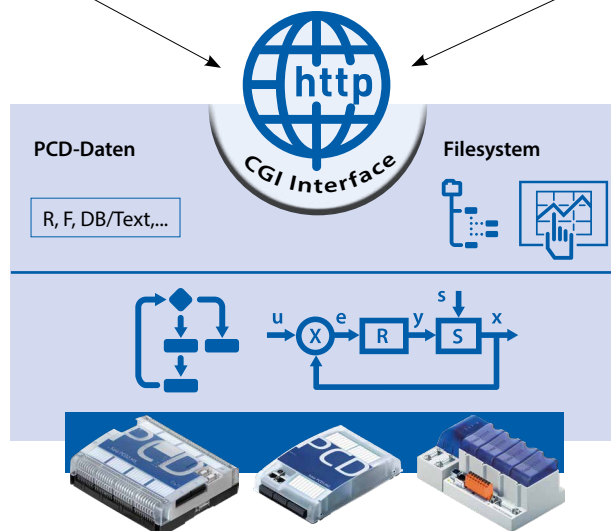 http
CGI Interface
PCD-Daten
Filesystem
R, F, DB/Text,...
s
u
e
y
x
X
R
S
PCD
PCD